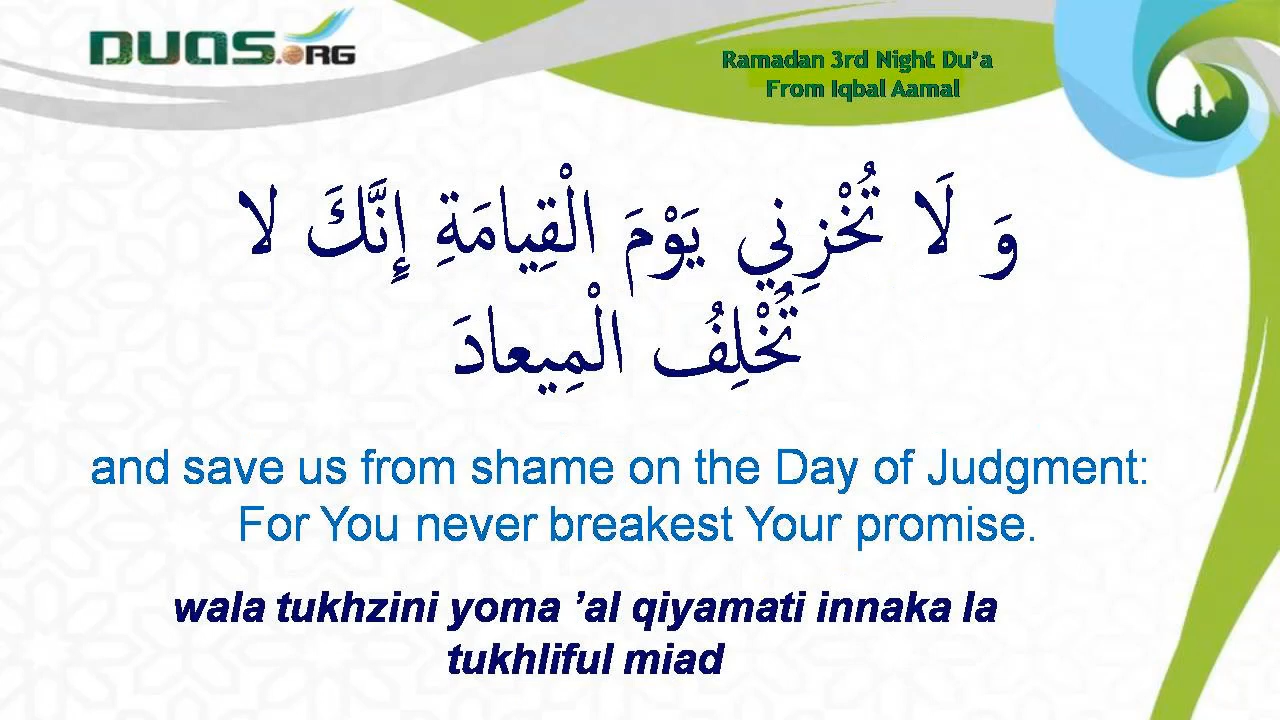 DUAS.ORG
Ramadan 3rd Night Du’a
From Iqbal Aamal
وَ لَا تُخْزِنِي يَوْمَ الْقِيامَةِ إِنَّكَ لا
تُخْلِفُ الْمِيعادَ
and save us from shame on the Day of Judgment:
For You never breakest Your promise.
wala tukhzini yoma ’al qiyamati innaka la
tukhliful miad